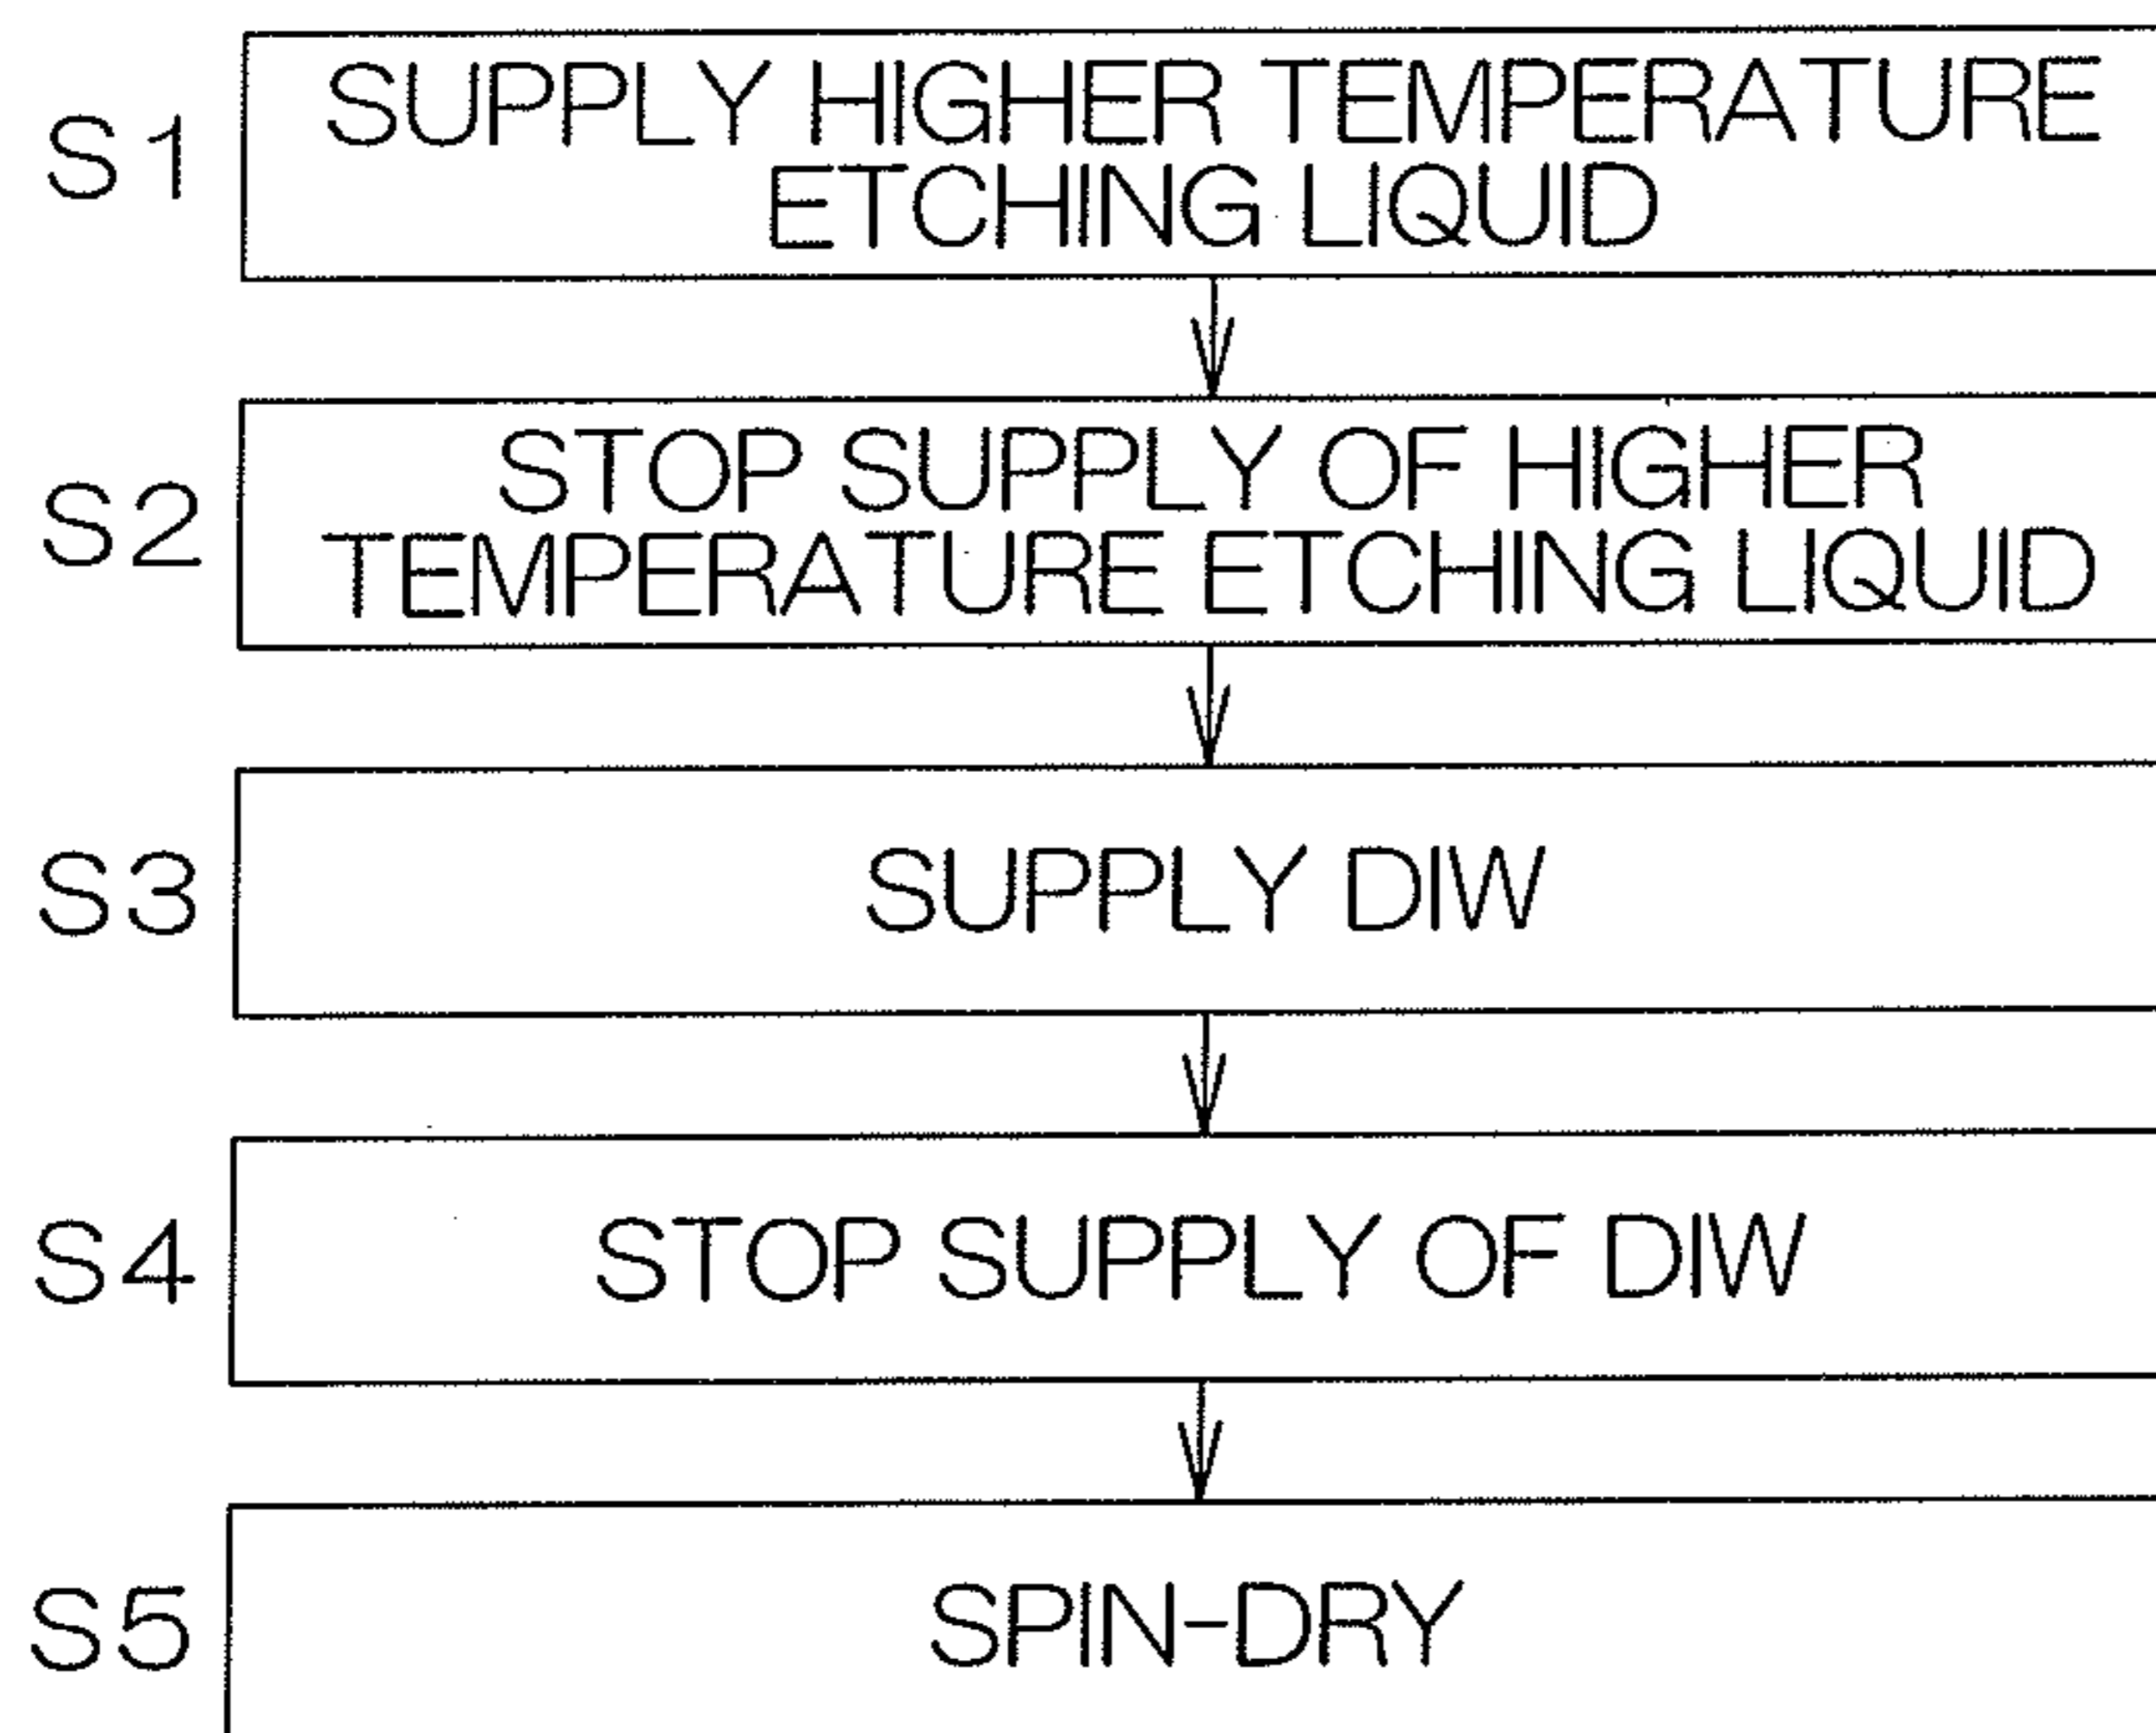 S1
SUPPLY HIGHER TEMPERATURE
ETCHING LIQUID
S2
STOP SUPPLY OF HIGHER
TEMPERATURE ETCHING LIQUID
S3
SUPPLY DIW
S4
STOP SUPPLY OF DIW
S5
SPIN-DRY